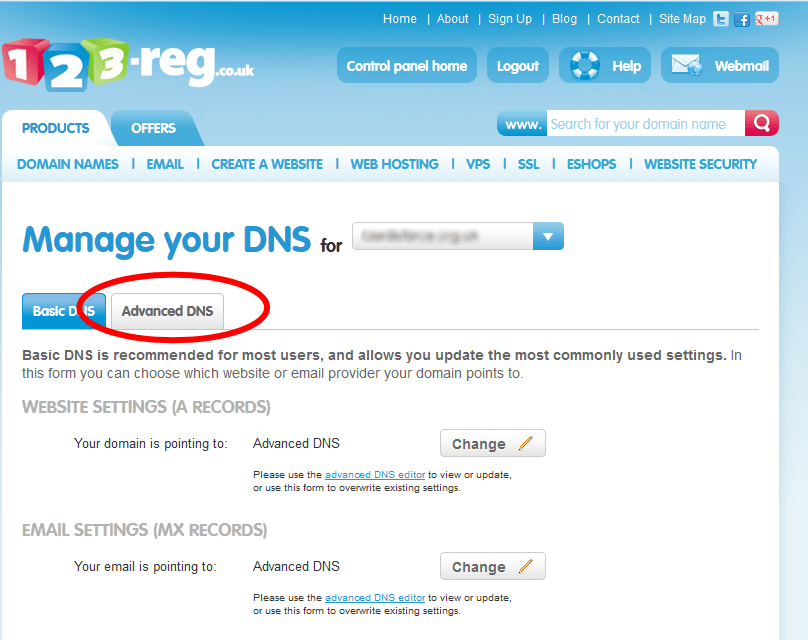 Home | About | Sign Up | Blog | Contact | Site Map
123-reg.co.uk
Control panel home Logout Help Webmail
PRODUCTS OFFERS
www. Search for your domain name
DOMAIN NAMES | EMAIL | CREATE A WEBSITE | WEB HOSTING | VPS | SSL | ESHOPS | WEBSITE SECURITY
Manage your DNS for
Basic DNS Advanced DNS
Basic DNS is recommended for most users, and allows you update the most commonly used settings. In
this form you can choose which website or email provider your domain points to.
WEBSITE SETTINGS (A RECORDS)
Your domain is pointing to: Advanced DNS Change
Please use the advanced DNS editor to view or update,
or use this form to overwrite existing settings.
EMAIL SETTINGS (MX RECORDS)
Your email is pointing to: Advanced DNS Change
Please use the advanced DNS editor to view or update,
or use this form to overwrite existing settings.